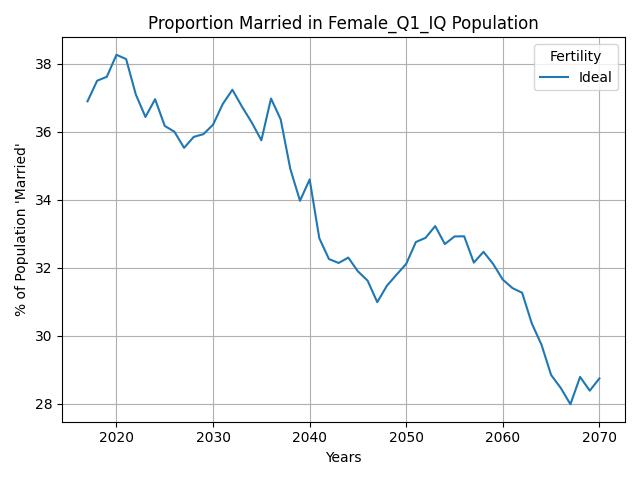 Proportion Married in Female_Q1_IQ Population
Fertility
Ideal
% of Population 'Married'
38
36
34
32
30
28
2020
2030
2040
2050
2060
2070
Years